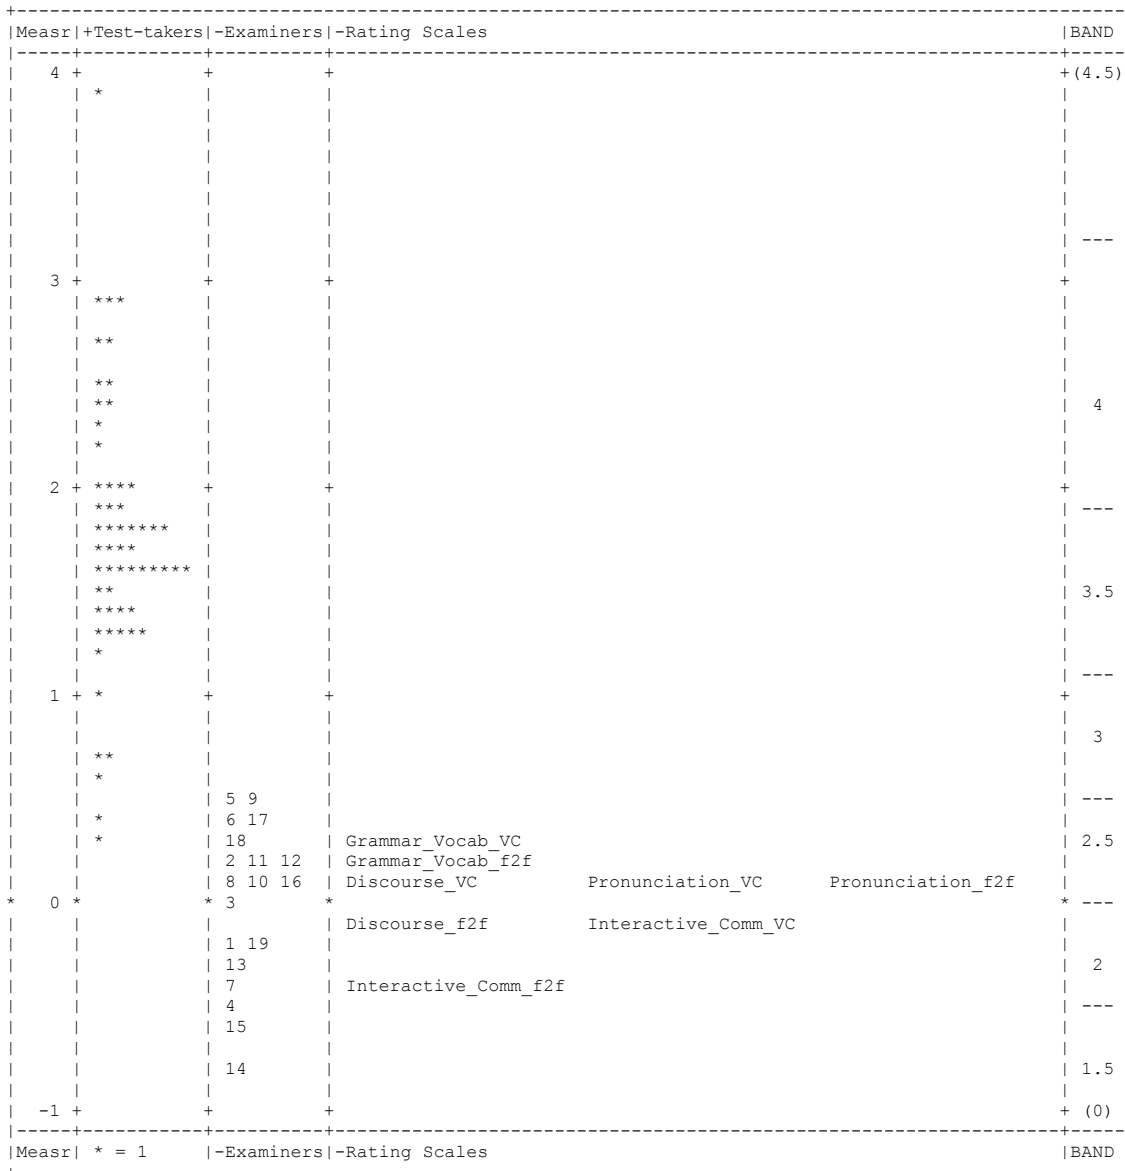 +-----------------------------------------------------------------------------------------------------
|Measr|+Test-takers|-Examiners|-Rating Scales                                                    |BAND
|-----+------------+----------+------------------------------------------------------------------+-----
|   4 +            +          +                                                                  +(4.5)
|     | *          |          |                                                                  |
|     |            |          |                                                                  |
|     |            |          |                                                                  |
|     |            |          |                                                                  |
|     |            |          |                                                                  |
|     |            |          |                                                                  |
|     |            |          |                                                                  |
|     |            |          |                                                                  | ---
|     |            |          |                                                                  |
|   3 +            +          +                                                                  +
|     | ***        |          |                                                                  |
|     |            |          |                                                                  |
|     | **         |          |                                                                  |
|     |            |          |                                                                  |
|     | **         |          |                                                                  |
|     | **         |          |                                                                  |  4
|     | *          |          |                                                                  |
|     | *          |          |                                                                  |
|     |            |          |                                                                  |
|   2 + ****       +          +                                                                  +
|     | ***        |          |                                                                  | ---
|     | *******    |          |                                                                  |
|     | ****       |          |                                                                  |
|     | *********  |          |                                                                  |
|     | **         |          |                                                                  | 3.5
|     | ****       |          |                                                                  |
|     | *****      |          |                                                                  |
|     | *          |          |                                                                  |
|     |            |          |                                                                  | ---
|   1 + *          +          +                                                                  +
|     |            |          |                                                                  |
|     |            |          |                                                                  |  3
|     | **         |          |                                                                  |
|     | *          |          |                                                                  |
|     |            | 5 9      |                                                                  | ---
|     | *          | 6 17     |                                                                  |
|     | *          | 18       | Grammar_Vocab_VC                                                 | 2.5
|     |            | 2 11 12  | Grammar_Vocab_f2f                                                |
|     |            | 8 10 16  | Discourse_VC          Pronunciation_VC      Pronunciation_f2f    |
*   0 *            * 3        *                                                                  * ---
|     |            |          | Discourse_f2f         Interactive_Comm_VC                        |
|     |            | 1 19     |                                                                  |
|     |            | 13       |                                                                  |  2
|     |            | 7        | Interactive_Comm_f2f                                             |
|     |            | 4        |                                                                  | ---
|     |            | 15       |                                                                  |
|     |            |          |                                                                  |
|     |            | 14       |                                                                  | 1.5
|     |            |          |                                                                  |
|  -1 +            +          +                                                                  + (0)
|-----+------------+----------+------------------------------------------------------------------+-----
|Measr| * = 1      |-Examiners|-Rating Scales                                                    |BAND